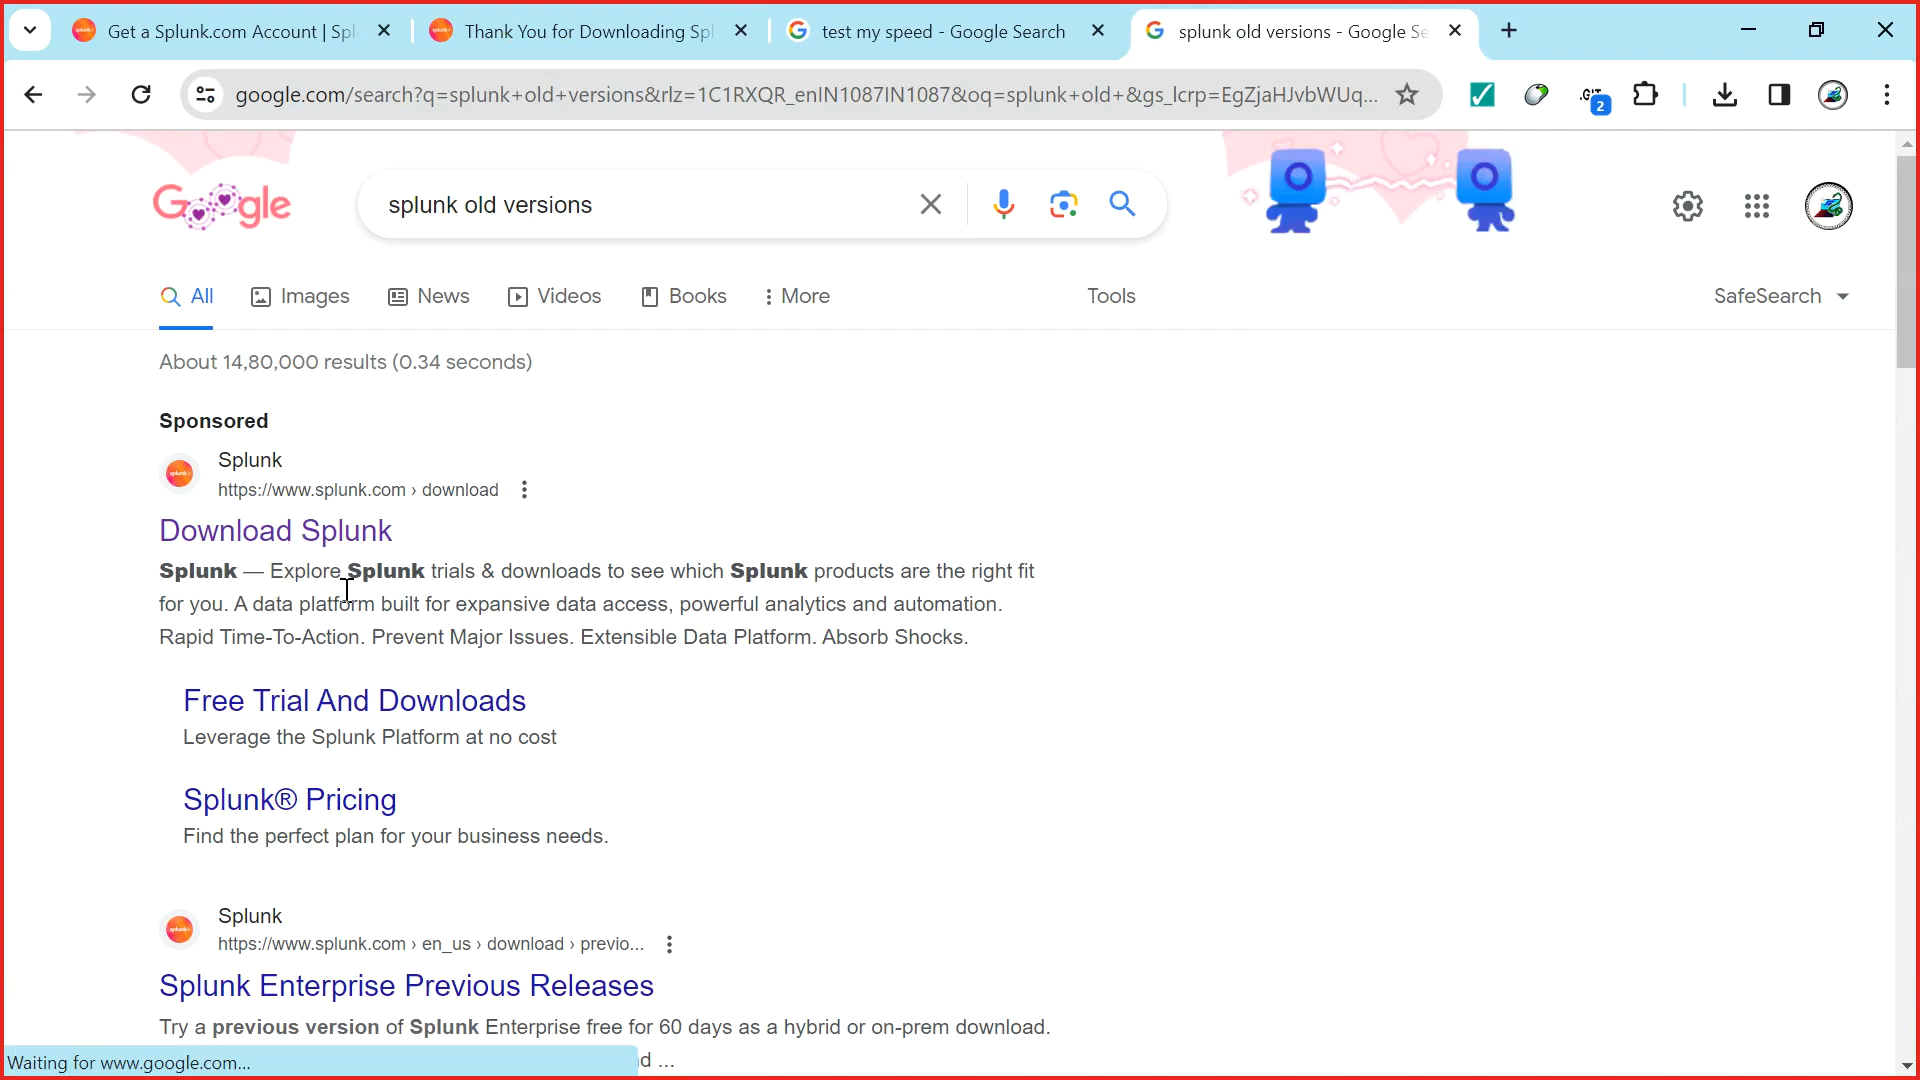 Get a Splunk.com Account | Spl
Thank You for Downloading Spl
test my speed - Google Search
splunk old versions - Google Se
google.com/search?q=splunk+old+versions&rlz=1C1RXQR_enIN1087IN1087&oq=splunk+old+&gs_lcrp=EgZjaHJvbWUq...
.GIT
2
Google
splunk old versions
All
Images
News
Videos
Books
More
Tools
SafeSearch
About 14,80,000 results (0.34 seconds)
Sponsored
Splunk
https://www.splunk.com › download
Download Splunk
Splunk — Explore Splunk trials & downloads to see which Splunk products are the right fit
for you. A data platform built for expansive data access, powerful analytics and automation.
Rapid Time-To-Action. Prevent Major Issues. Extensible Data Platform. Absorb Shocks.
Free Trial And Downloads
Leverage the Splunk Platform at no cost
Splunk® Pricing
Find the perfect plan for your business needs.
Splunk
https://www.splunk.com › en_us › download › previo...
Splunk Enterprise Previous Releases
Try a previous version of Splunk Enterprise free for 60 days as a hybrid or on-prem download.
...
Waiting for www.google.com...